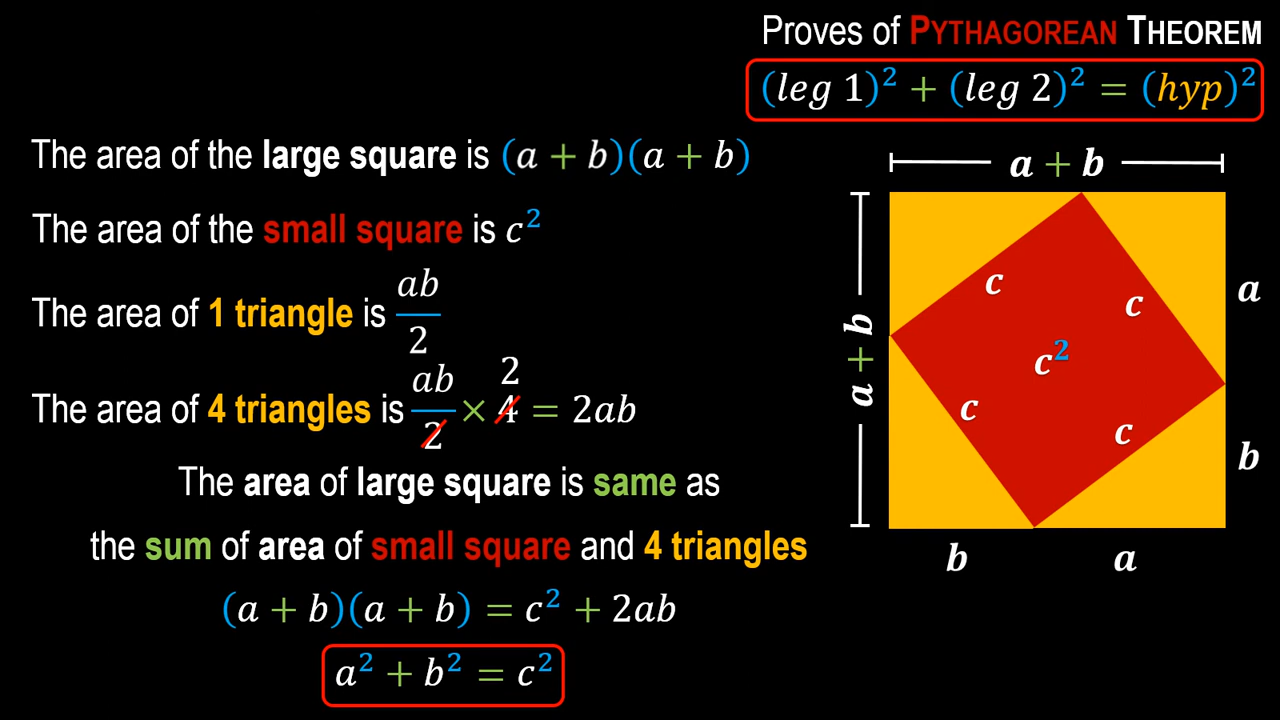 Proves of PYTHAGOREAN THEOREM
(leg 1)² + (leg 2)² = (hyp)²
The area of the large square is (a + b)(a + b)
The area of the small square is c²
The area of 1 triangle is ab/2
The area of 4 triangles is ab/2 × 4 2 = 2ab
The area of large square is same as
the sum of area of small square and 4 triangles
(a + b)(a + b) = c² + 2ab
a² + b² = c²
a + b
a + b
c
c
c²
c
c
a
b
b
a